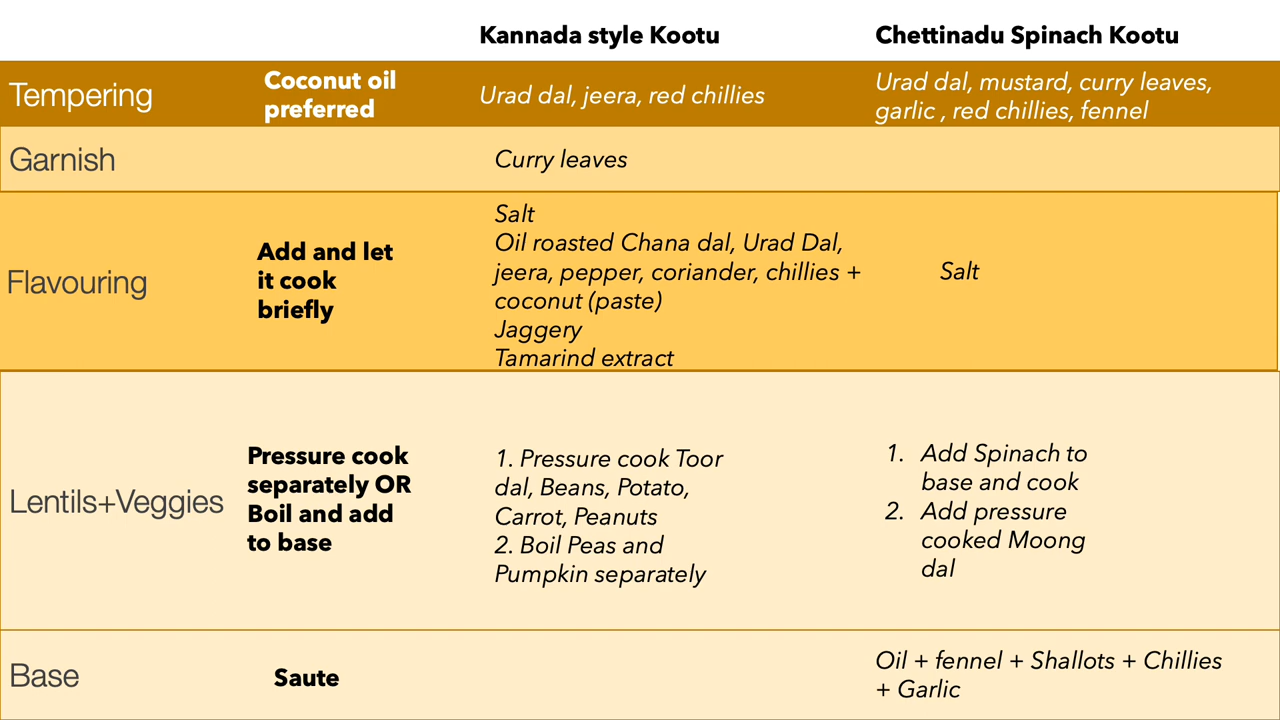 Kannada style Kootu
Chettinadu Spinach Kootu
Tempering
Coconut oil
preferred
Urad dal, jeera, red chillies
Urad dal, mustard, curry leaves,
garlic , red chillies, fennel
Garnish
Curry leaves
Flavouring
Add and let
it cook
briefly
Salt
Oil roasted Chana dal, Urad Dal,
jeera, pepper, coriander, chillies +
coconut (paste)
Jaggery
Tamarind extract
Salt
Lentils+Veggies
Pressure cook
separately OR
Boil and add
to base
1. Pressure cook Toor
dal, Beans, Potato,
Carrot, Peanuts
2. Boil Peas and
Pumpkin separately
1. Add Spinach to
base and cook
2. Add pressure
cooked Moong
dal
Base
Saute
Oil + fennel + Shallots + Chillies
+ Garlic